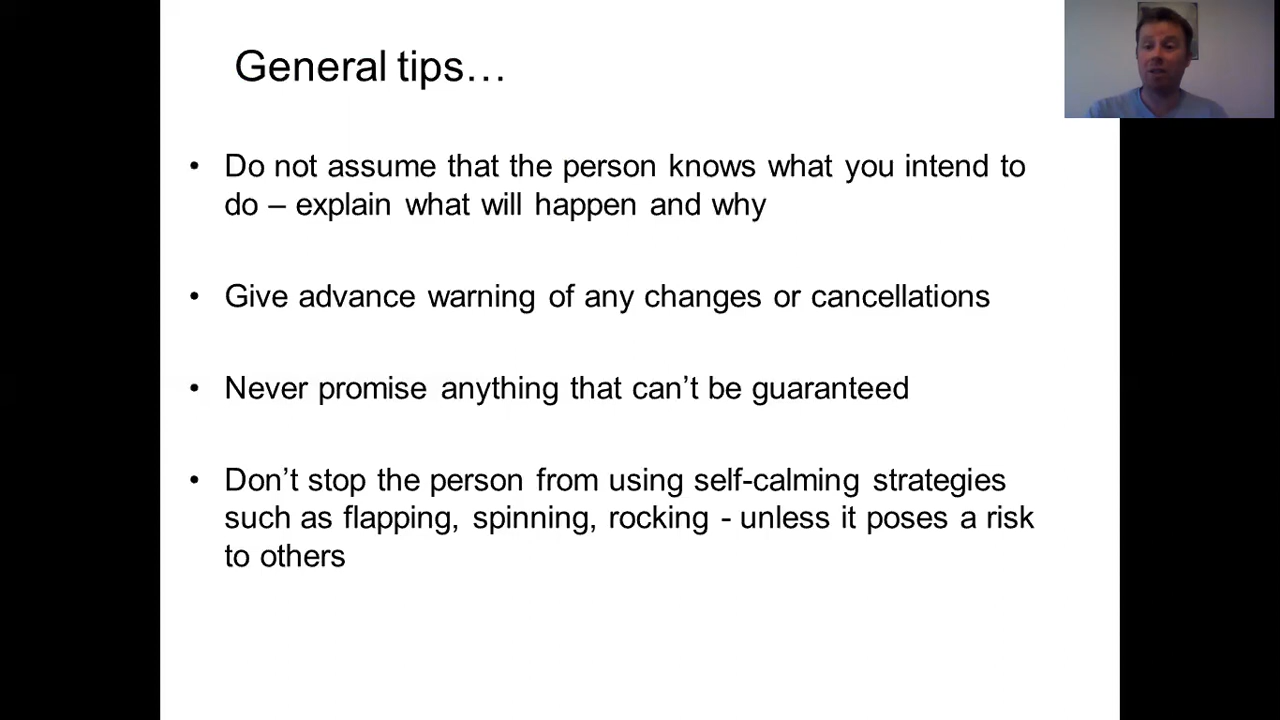 General tips…
• Do not assume that the person knows what you intend to
do – explain what will happen and why
• Give advance warning of any changes or cancellations
• Never promise anything that can’t be guaranteed
• Don’t stop the person from using self-calming strategies
such as flapping, spinning, rocking - unless it poses a risk
to others